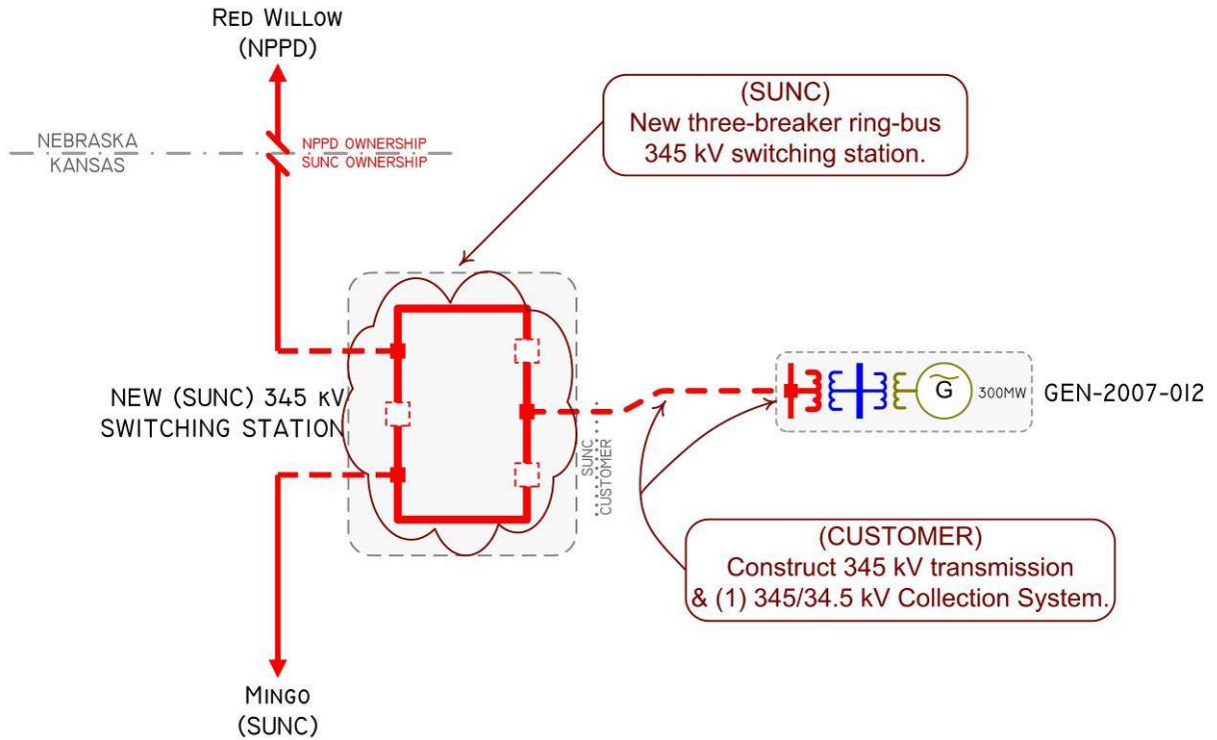 RED WILLOW
(NPPD)
NEBRASKA
KANSAS
NPPD OWNERSHIP
SUNC OWNERSHIP
(SUNC)
New three-breaker ring-bus
345 kV switching station.
NEW (SUNC) 345 KV
SWITCHING STATION
SUNC
CUSTOMER
G
300MW
GEN-2007-012
(CUSTOMER)
Construct 345 kV transmission
& (1) 345/34.5 kV Collection System.
MINGO
(SUNC)